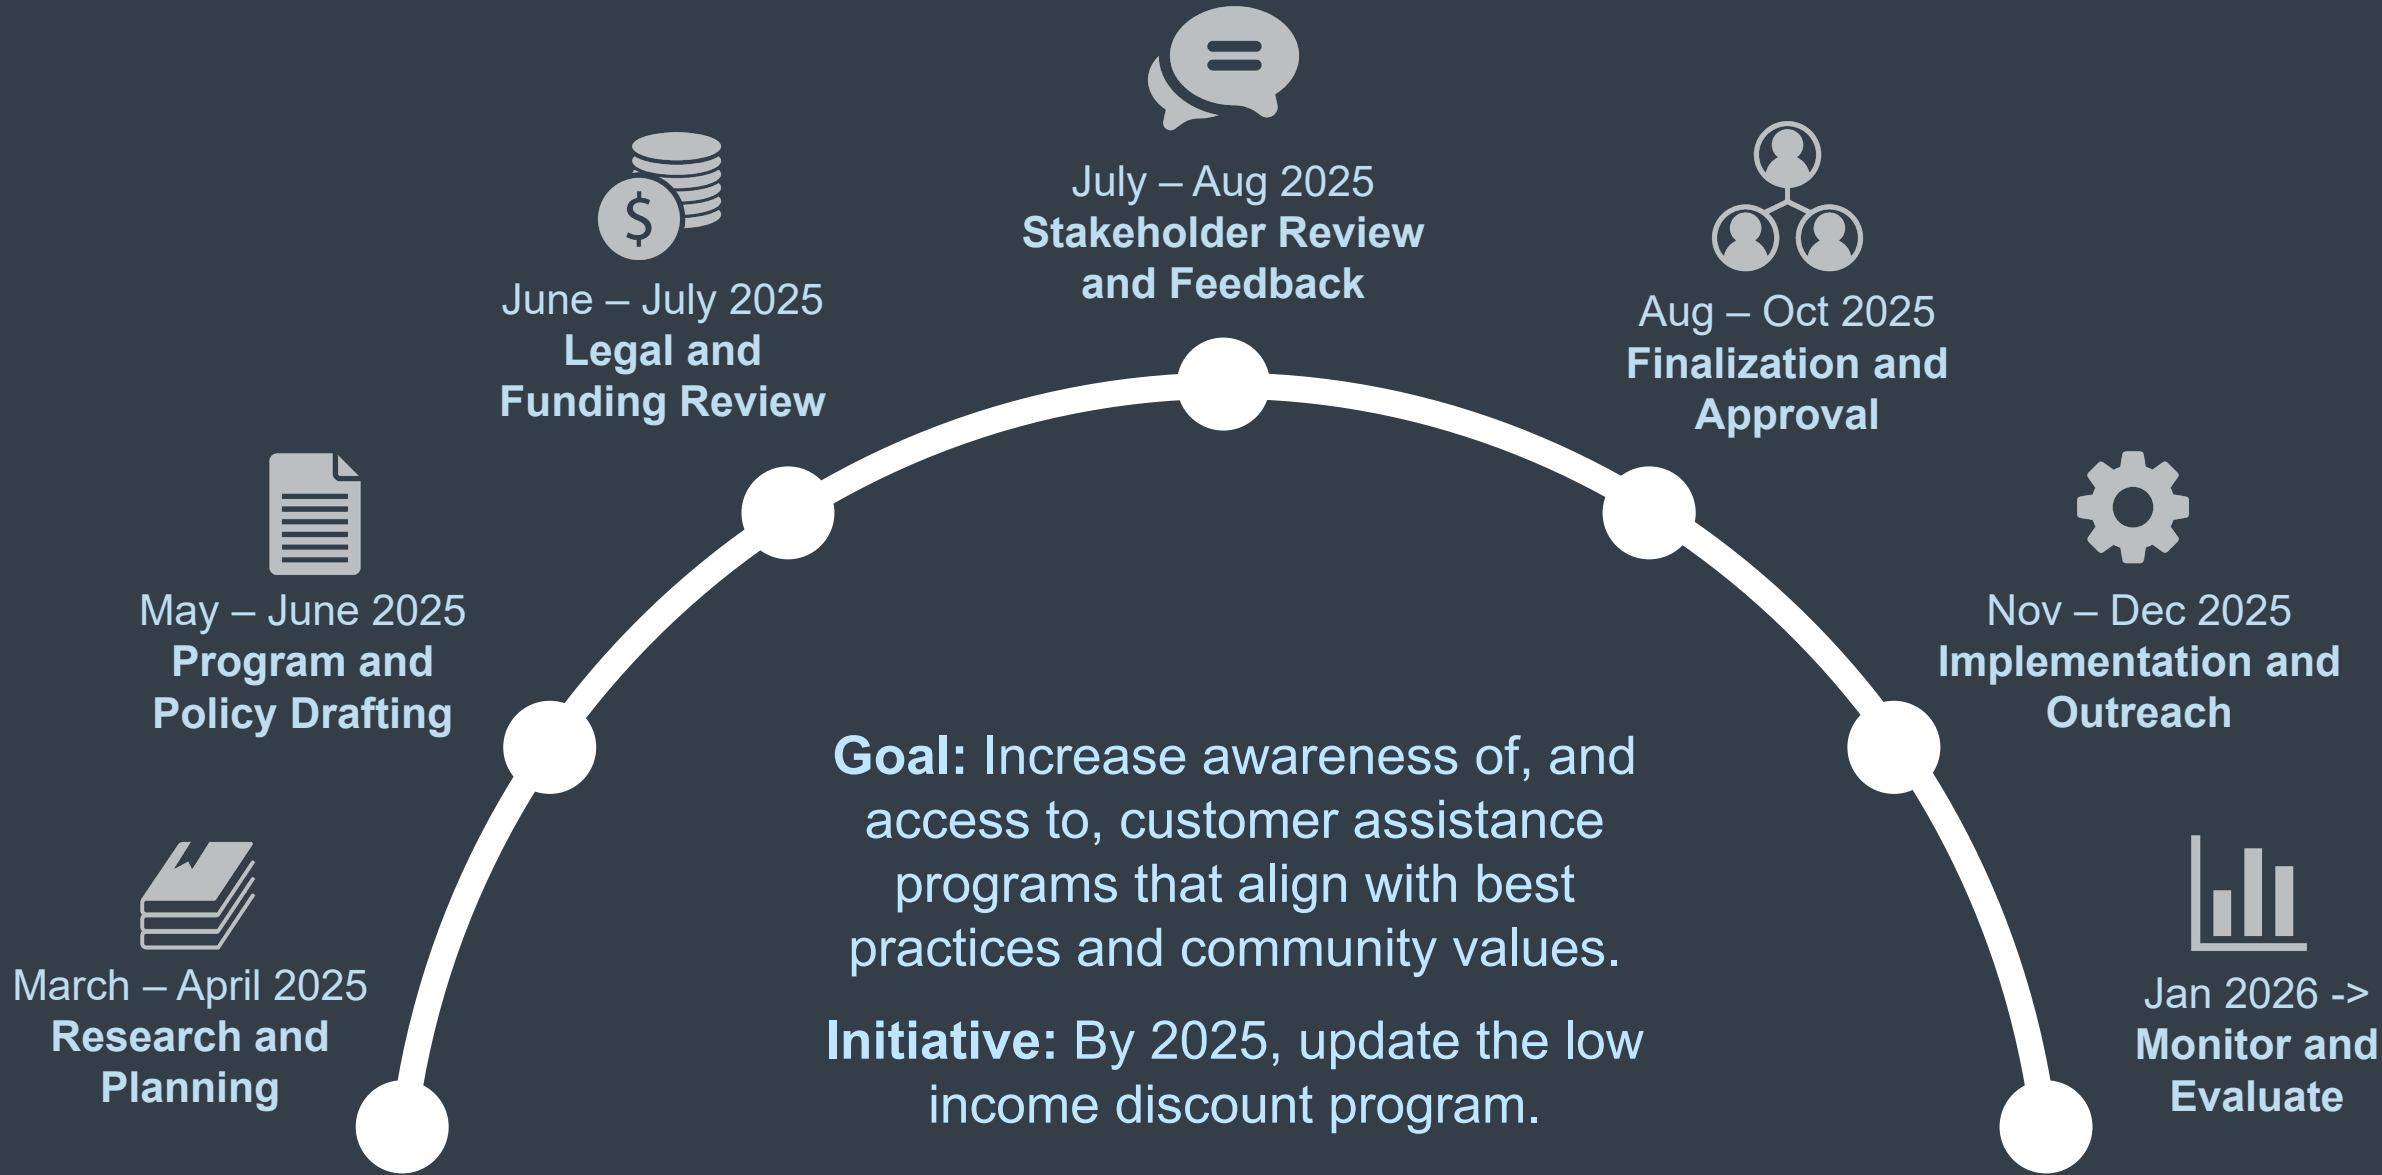 March – April 2025
Research and
Planning
May – June 2025
Program and
Policy Drafting
$
June – July 2025
Legal and
Funding Review
July – Aug 2025
Stakeholder Review
and Feedback
Aug – Oct 2025
Finalization and
Approval
Nov – Dec 2025
Implementation and
Outreach
Jan 2026 ->
Monitor and
Evaluate
Goal: Increase awareness of, and
access to, customer assistance
programs that align with best
practices and community values.
Initiative: By 2025, update the low
income discount program.